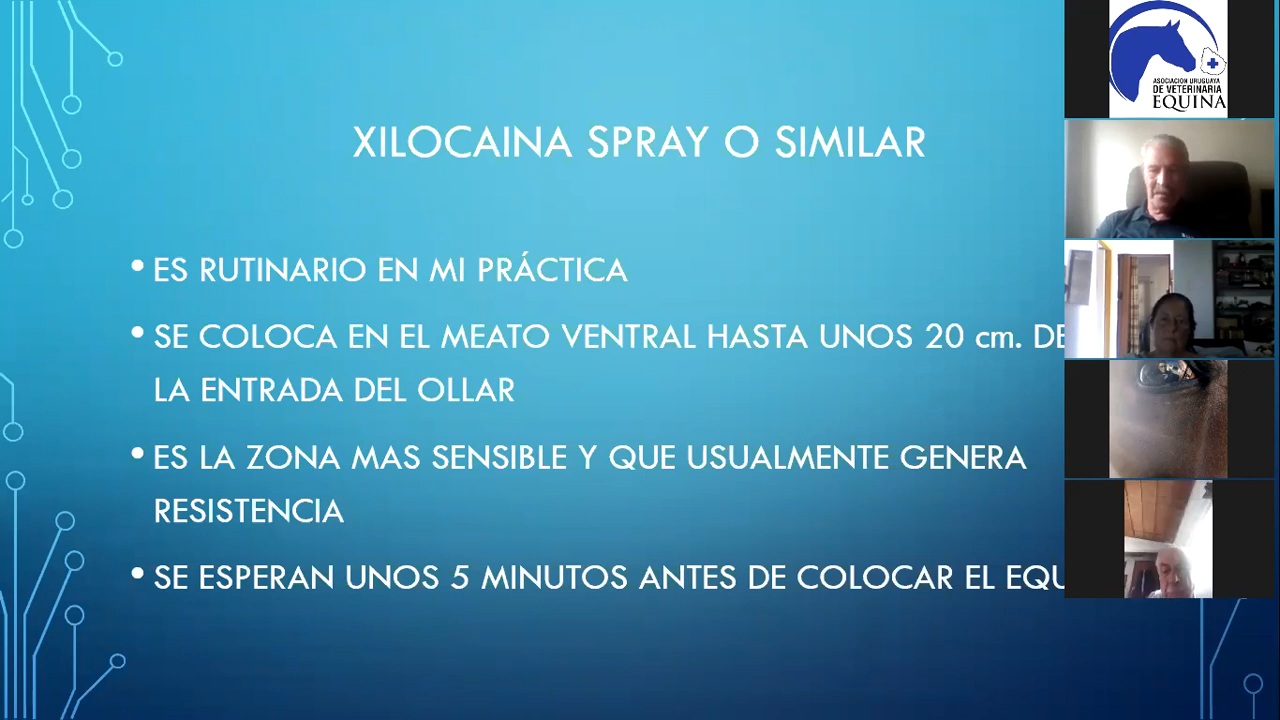 XILOCAINA SPRAY O SIMILAR
• ES RUTINARIO EN MI PRÁCTICA
• SE COLOCA EN EL MEATO VENTRAL HASTA UNOS 20 cm. DE
LA ENTRADA DEL OLLAR
• ES LA ZONA MAS SENSIBLE Y QUE USUALMENTE GENERA
RESISTENCIA
• SE ESPERAN UNOS 5 MINUTOS ANTES DE COLOCAR EL
ASOCIACION URUGUAYA
DE VETERINARIA
EQUINA